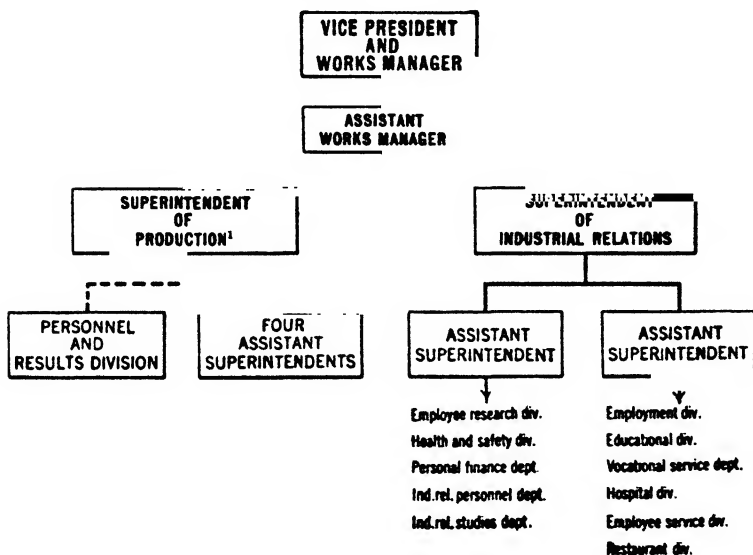 VICE PRESIDENT
AND
WORKS MANAGER
ASSISTANT
WORKS MANAGER
SUPERINTENDENT
OF
PRODUCTION¹
SUPERINTENDENT
OF
INDUSTRIAL RELATIONS
PERSONNEL
AND
RESULTS DIVISION
FOUR
ASSISTANT
SUPERINTENDENTS
ASSISTANT
SUPERINTENDENT
ASSISTANT
SUPERINTENDENT
Employee research div.
Health and safety div.
Personal finance dept.
Ind. rel. personnel dept.
Ind. rel. studies dept.
Employment div.
Educational div.
Vocational service dept.
Hospital div.
Employee service div.
Restaurant div.